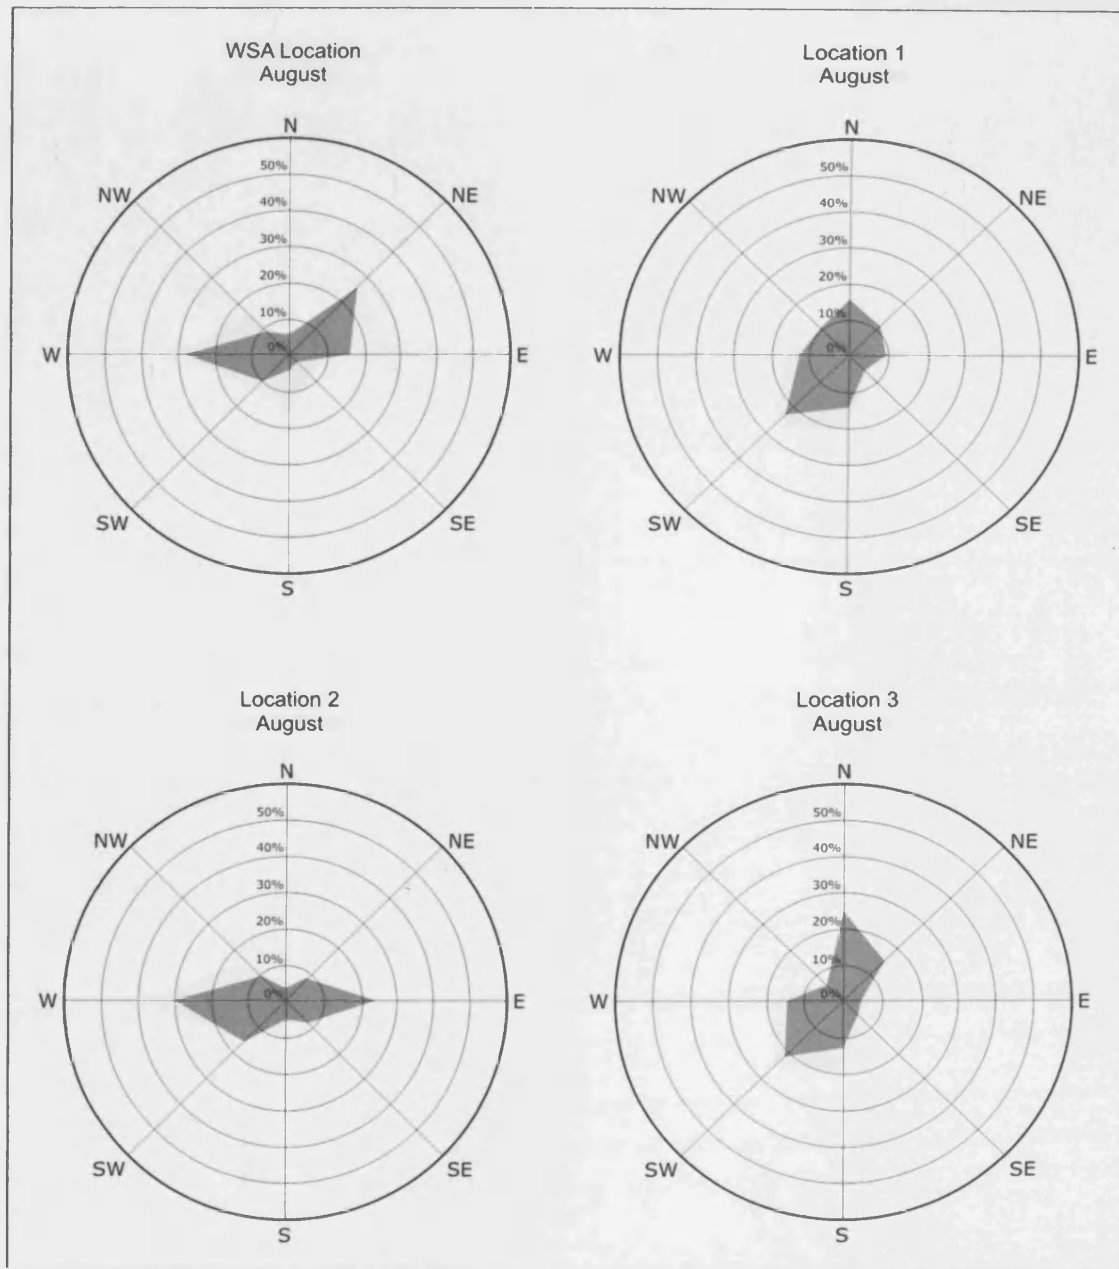 WSA Location
August
N
50%
40%
30%
20%
10%
0%
NW
NE
W
E
SW
SE
S
Location 1
August
N
50%
40%
30%
20%
10%
0%
NW
NE
W
E
SW
SE
S
Location 2
August
N
50%
40%
30%
20%
10%
0%
NW
NE
W
E
SW
SE
S
Location 3
August
N
50%
40%
30%
20%
10%
0%
NW
NE
W
E
SW
SE
S